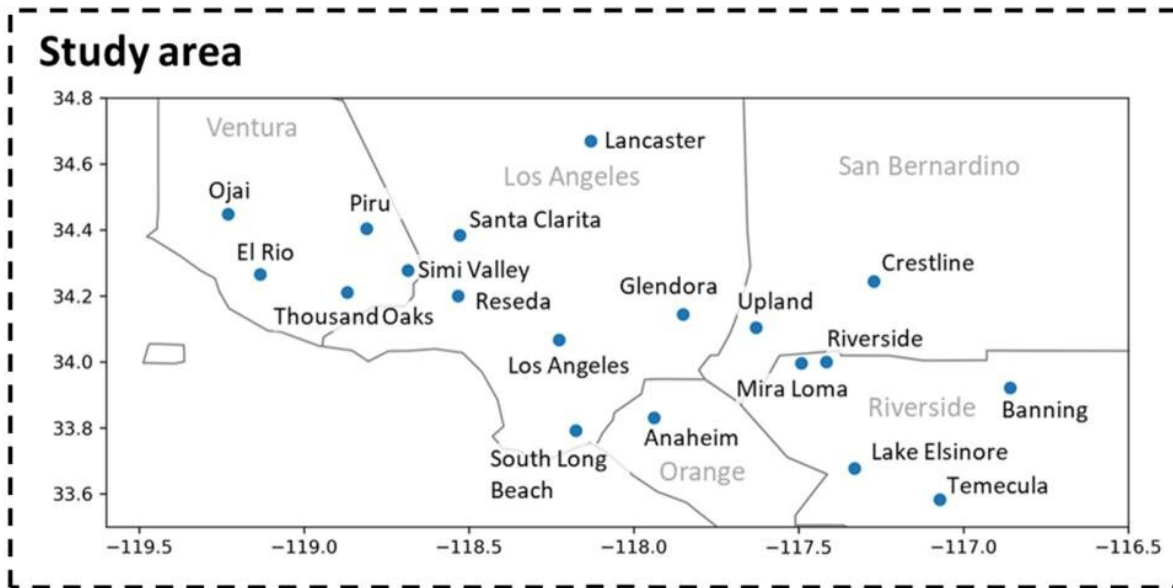 Study area
34.8
34.6
34.4
34.2
34.0
33.8
33.6
Ventura
Lancaster
Los Angeles
San Bernardino
Ojai
Piru
Santa Clarita
El Rio
Simi Valley
Crestline
Glendora
Upland
Thousand Oaks
Reseda
Riverside
Los Angeles
Mira Loma
Riverside
Banning
Anaheim
South Long
Beach
Orange
Lake Elsinore
Temecula
−119.5
−119.0
−118.5
−118.0
−117.5
−117.0
−116.5